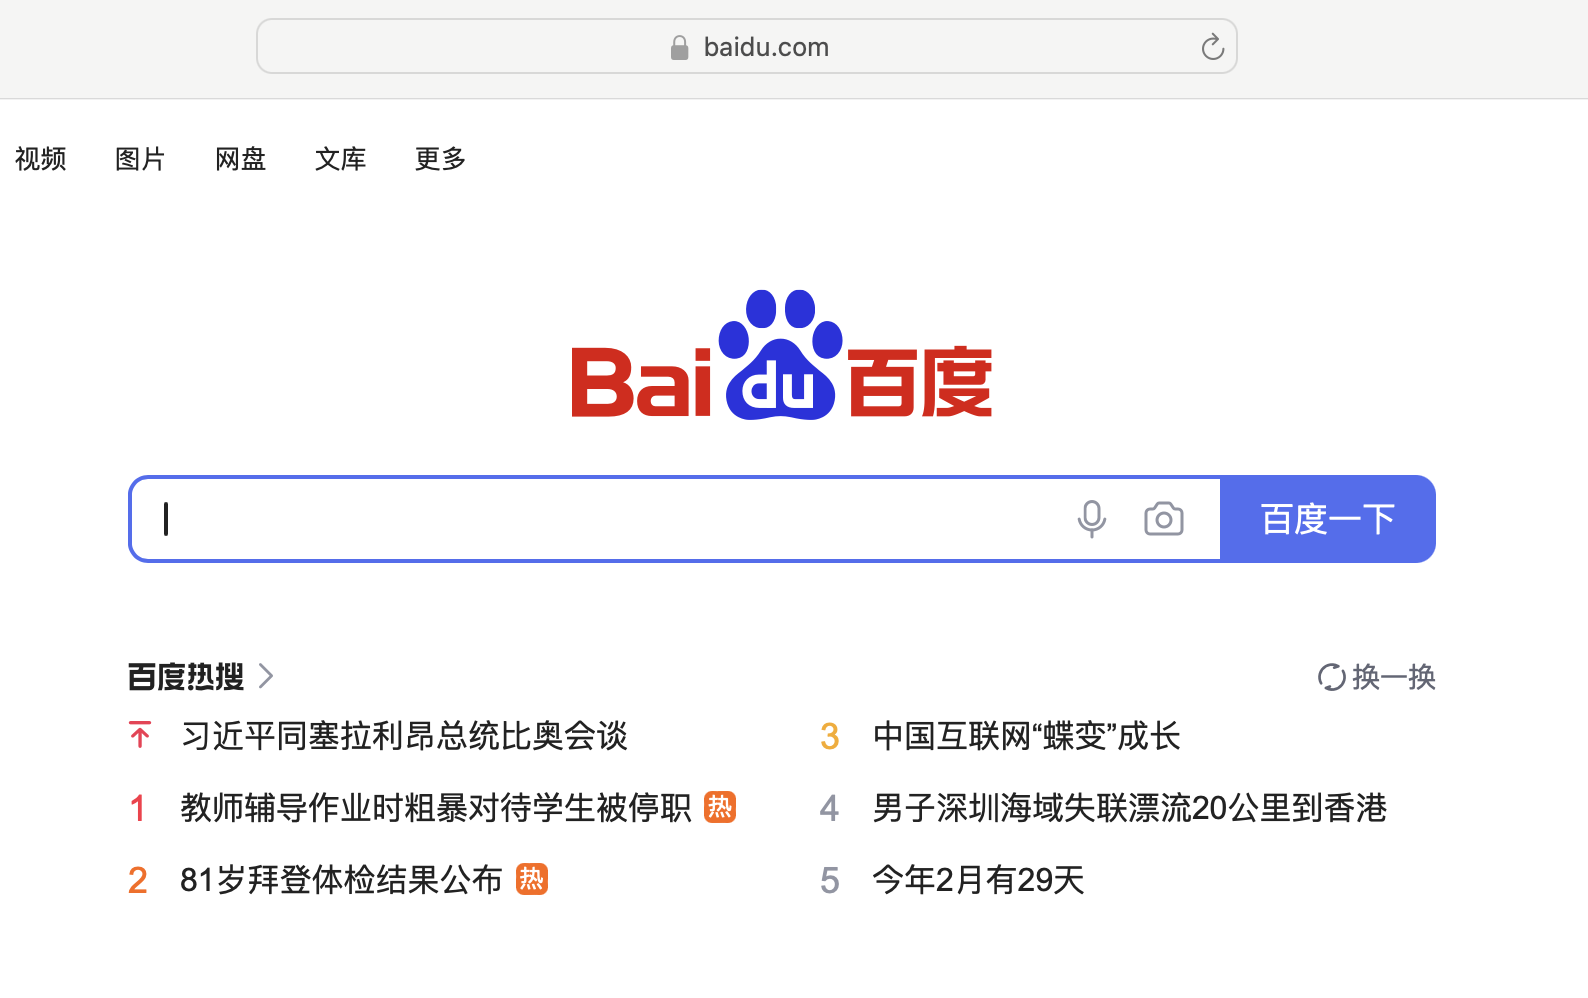 baidu.com
视频 图片 网盘 文库 更多
Baidu百度
百度一下
百度热搜
换一换
习近平同塞拉利昂总统比奥会谈
1 教师辅导作业时粗暴对待学生被停职 热
2 81岁拜登体检结果公布 热
3 中国互联网“蝶变”成长
4 男子深圳海域失联漂流20公里到香港
5 今年2月有29天